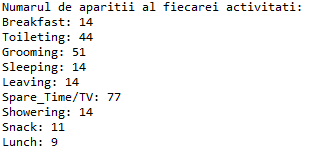 Numarul de aparitii al fiecarei activitati:
Breakfast: 14
Toileting: 44
Grooming: 51
Sleeping: 14
Leaving: 14
Spare_Time/TV: 77
Showering: 14
Snack: 11
Lunch: 9